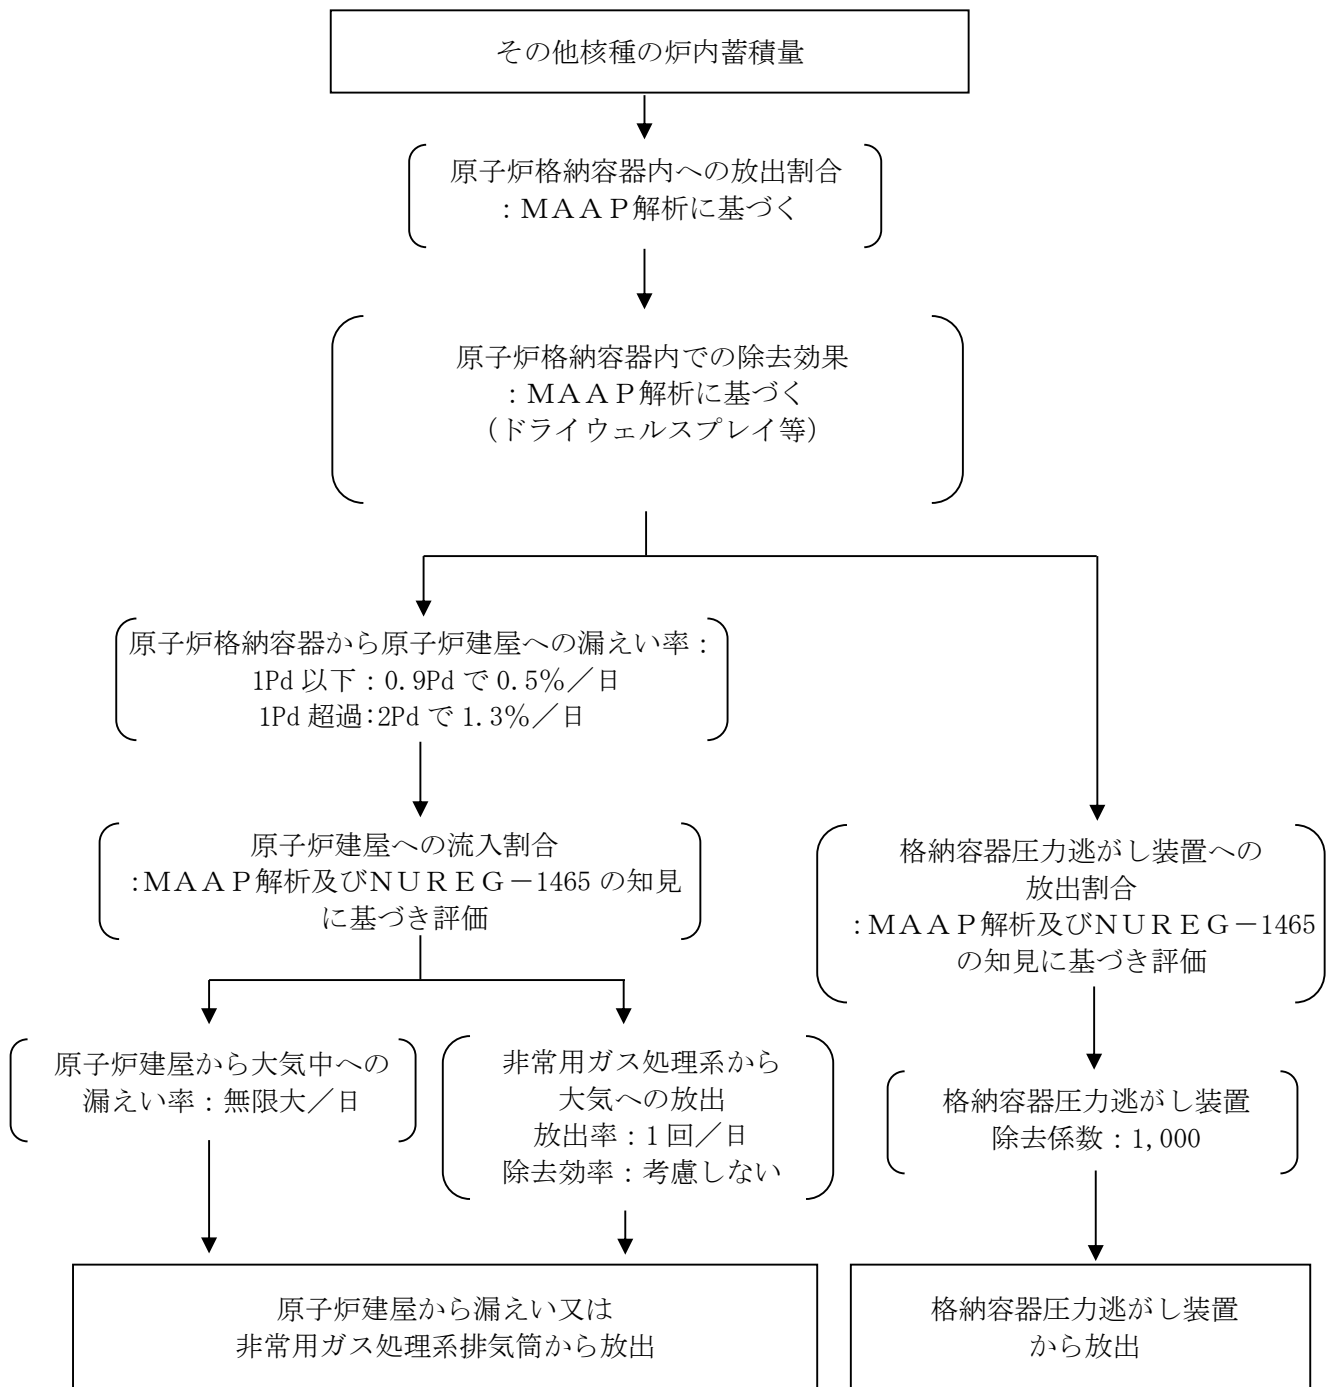 その他核種の炉内蓄積量
原子炉格納容器内への放出割合
：ＭＡＡＰ解析に基づく
原子炉格納容器内での除去効果
：ＭＡＡＰ解析に基づく
（ドライウェルスプレイ等）
原子炉格納容器から原子炉建屋への漏えい率：
1Pd 以下：0.9Pd で 0.5％／日
1Pd 超過：2Pd で 1.3％／日
原子炉建屋への流入割合
：ＭＡＡＰ解析及びＮＵＲＥＧ－1465 の知見
に基づき評価
格納容器圧力逃がし装置への
放出割合
：ＭＡＡＰ解析及びＮＵＲＥＧ－1465
の知見に基づき評価
原子炉建屋から大気中への
漏えい率：無限大／日
非常用ガス処理系から
大気への放出
放出率：1 回／日
除去効率：考慮しない
格納容器圧力逃がし装置
除去係数：1,000
原子炉建屋から漏えい又は
非常用ガス処理系排気筒から放出
格納容器圧力逃がし装置
から放出